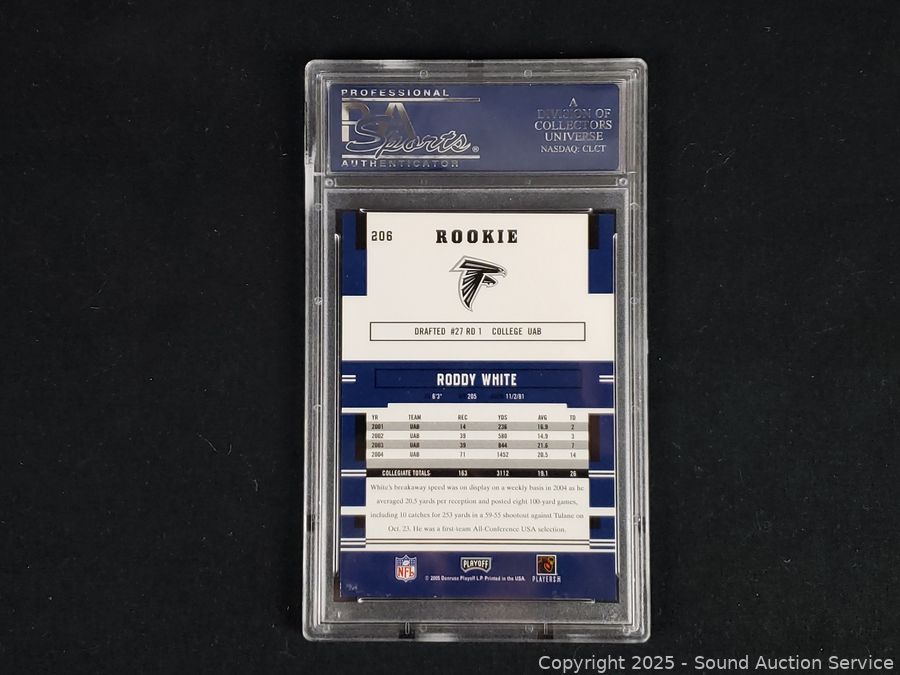 PROFESSIONAL
PSA
Sports®
AUTHENTICATOR
A
DIVISION OF
COLLECTORS
UNIVERSE
NASDAQ: CLCT
206
ROOKIE
DRAFTED #27 RD 1 COLLEGE UAB
RODDY WHITE
6'3" 205 11/2/81
YR TEAM REC YDS AVG TD
2001 UAB 14 236 16.9 2
2002 UAB 39 580 14.9 3
2003 UAB 39 844 21.6 7
2004 UAB 71 1452 20.5 14
COLLEGIATE TOTALS 163 3112 19.1 26
White's breakaway speed was on display on a weekly basis in 2004 as he
averaged 20.5 yards per reception and posted eight 100-yard games,
including 10 catches for 253 yards in a 59-55 shootout against Tulane on
Oct. 23. He was a first-team All-Conference USA selection.
NFL
PLAYOFF
PLAYERS
© 2005 Donruss Playoff L.P. Printed in the USA.
Copyright 2025 - Sound Auction Service